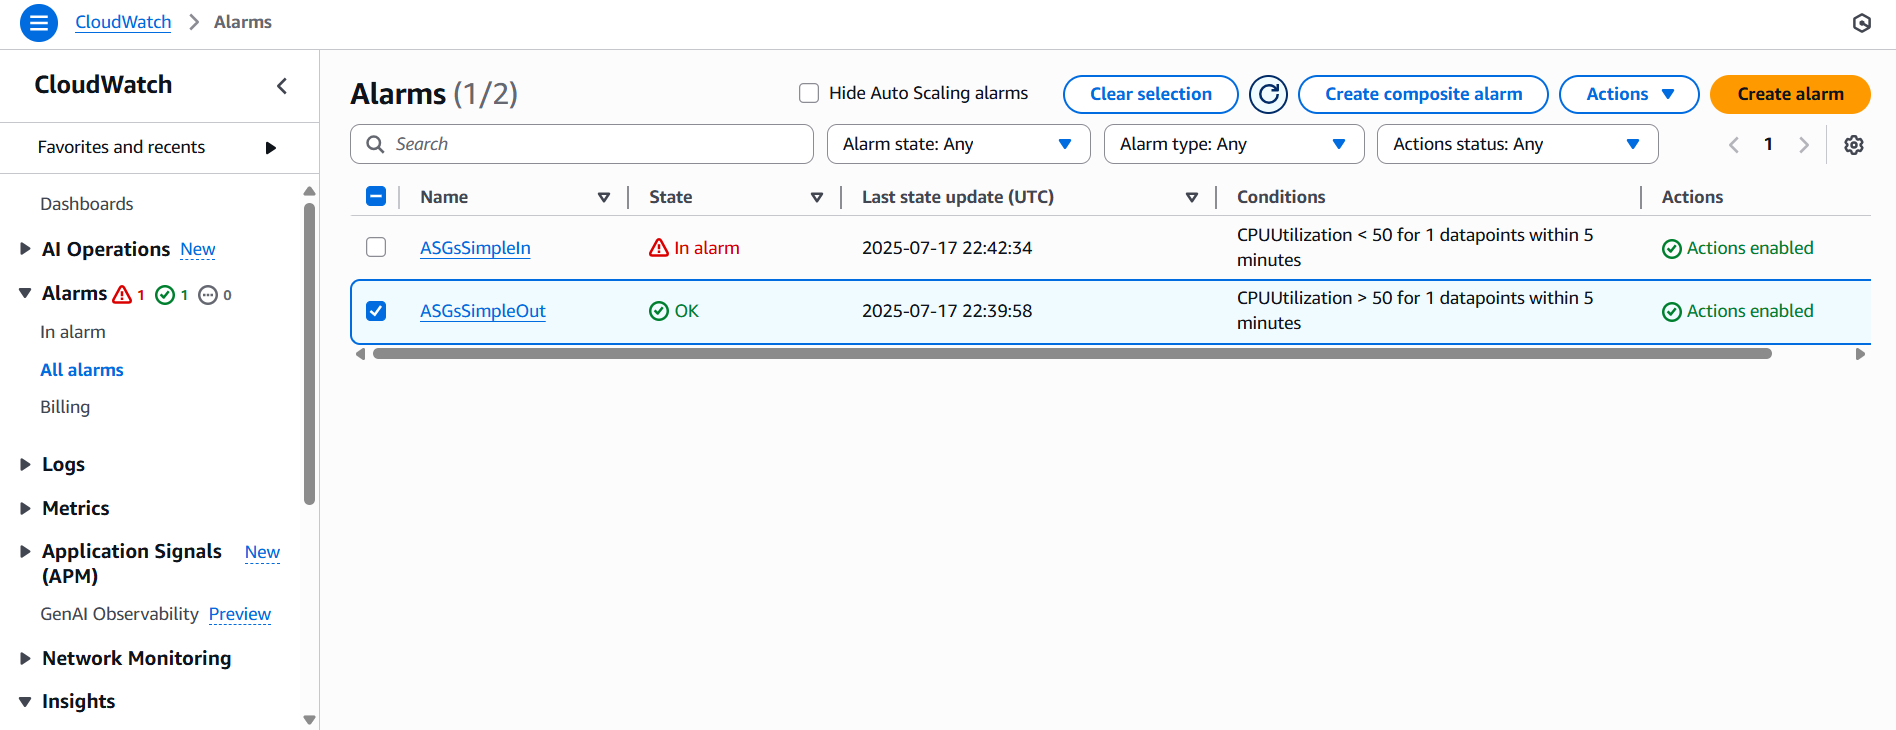 CloudWatch > Alarms
CloudWatch
Favorites and recents
Dashboards
AI Operations New
Alarms 1 1 0
In alarm
All alarms
Billing
Logs
Metrics
Application Signals New
(APM)
GenAI Observability Preview
Network Monitoring
Insights
Alarms (1/2)
Hide Auto Scaling alarms
Clear selection
Create composite alarm
Actions
Create alarm
Search
Alarm state: Any
Alarm type: Any
Actions status: Any
1
Name State Last state update (UTC) Conditions Actions
ASGsSimpleIn In alarm 2025-07-17 22:42:34 CPUUtilization < 50 for 1 datapoints within 5
minutes
Actions enabled
ASGsSimpleOut OK 2025-07-17 22:39:58 CPUUtilization > 50 for 1 datapoints within 5
minutes
Actions enabled